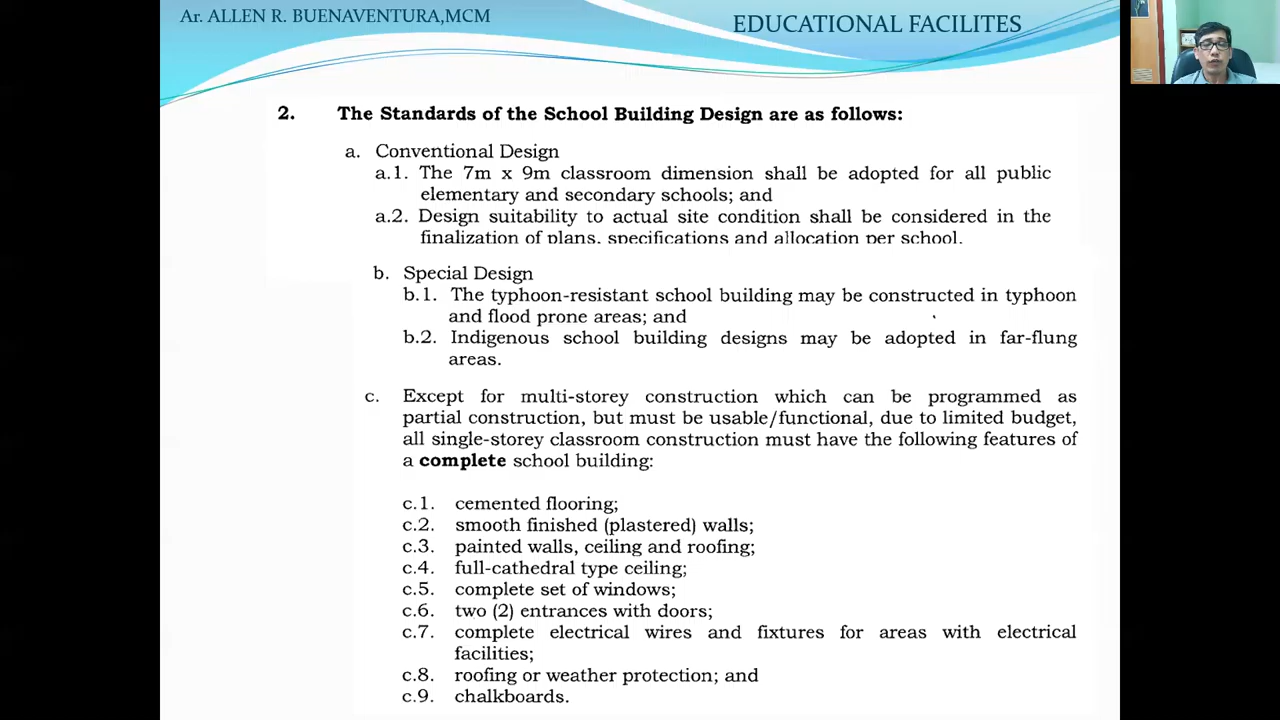 Ar. ALLEN R. BUENAVENTURA,MCM
EDUCATIONAL FACILITES
2. The Standards of the School Building Design are as follows:
a. Conventional Design
a.1. The 7m x 9m classroom dimension shall be adopted for all public
elementary and secondary schools; and
a.2. Design suitability to actual site condition shall be considered in the
finalization of plans, specifications and allocation per school.
b. Special Design
b.1. The typhoon-resistant school building may be constructed in typhoon
and flood prone areas; and
b.2. Indigenous school building designs may be adopted in far-flung
areas.
c. Except for multi-storey construction which can be programmed as
partial construction, but must be usable/functional, due to limited budget,
all single-storey classroom construction must have the following features of
a complete school building:
c.1. cemented flooring;
c.2. smooth finished (plastered) walls;
c.3. painted walls, ceiling and roofing;
c.4. full-cathedral type ceiling;
c.5. complete set of windows;
c.6. two (2) entrances with doors;
c.7. complete electrical wires and fixtures for areas with electrical
facilities;
c.8. roofing or weather protection; and
c.9. chalkboards.